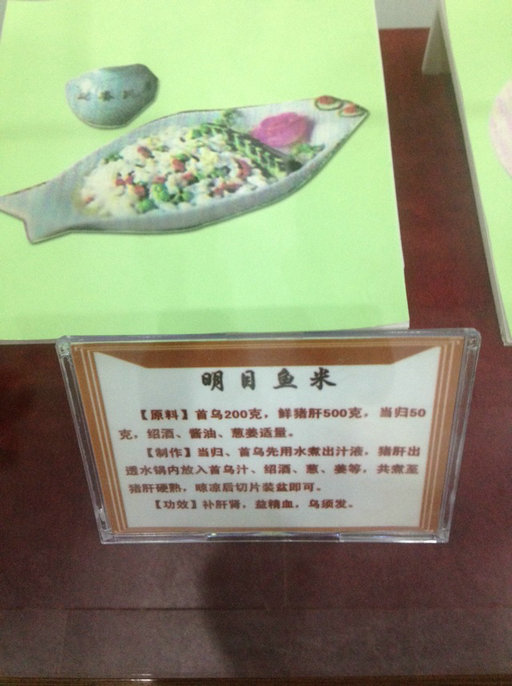 明目鱼米
【原料】首乌200克，鲜猪肝500克，当归50
克，绍酒、酱油、葱姜适量。
【制作】当归、首乌先用水煮出汁液，猪肝出
透水锅内放入首乌汁、绍酒、葱、姜等，共煮至
猪肝硬熟，晾凉后切片装盆即可。
【功效】补肝肾，益精血，乌须发。